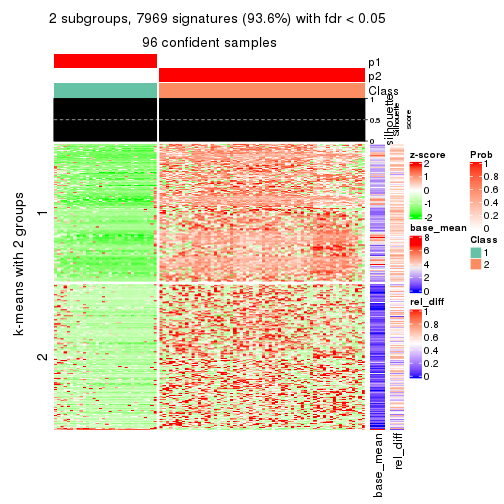 2 subgroups, 7969 signatures (93.6%) with fdr < 0.05
96 confident samples
p1
p2
Class
1
0.5
0
silhouette
Silhouette
score
k-means with 2 groups
1
2
z-score
2
1
0
-1
-2
base_mean
8
6
4
2
0
rel_diff
1
0.8
0.6
0.4
0.2
0
Prob
1
0.8
0.6
0.4
0.2
0
Class
1
2
base_mean
rel_diff